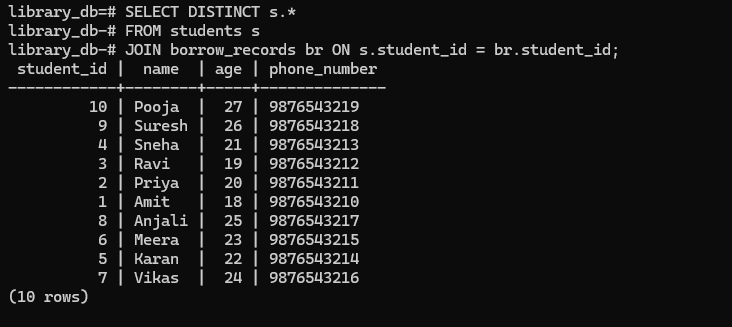 library_db=# SELECT DISTINCT s.*
library_db-# FROM students s
library_db-# JOIN borrow_records br ON s.student_id = br.student_id;
 student_id |  name  | age | phone_number
------------+--------+-----+--------------
         10 | Pooja  |  27 | 9876543219
          9 | Suresh |  26 | 9876543218
          4 | Sneha  |  21 | 9876543213
          3 | Ravi   |  19 | 9876543212
          2 | Priya  |  20 | 9876543211
          1 | Amit   |  18 | 9876543210
          8 | Anjali |  25 | 9876543217
          6 | Meera  |  23 | 9876543215
          5 | Karan  |  22 | 9876543214
          7 | Vikas  |  24 | 9876543216
(10 rows)